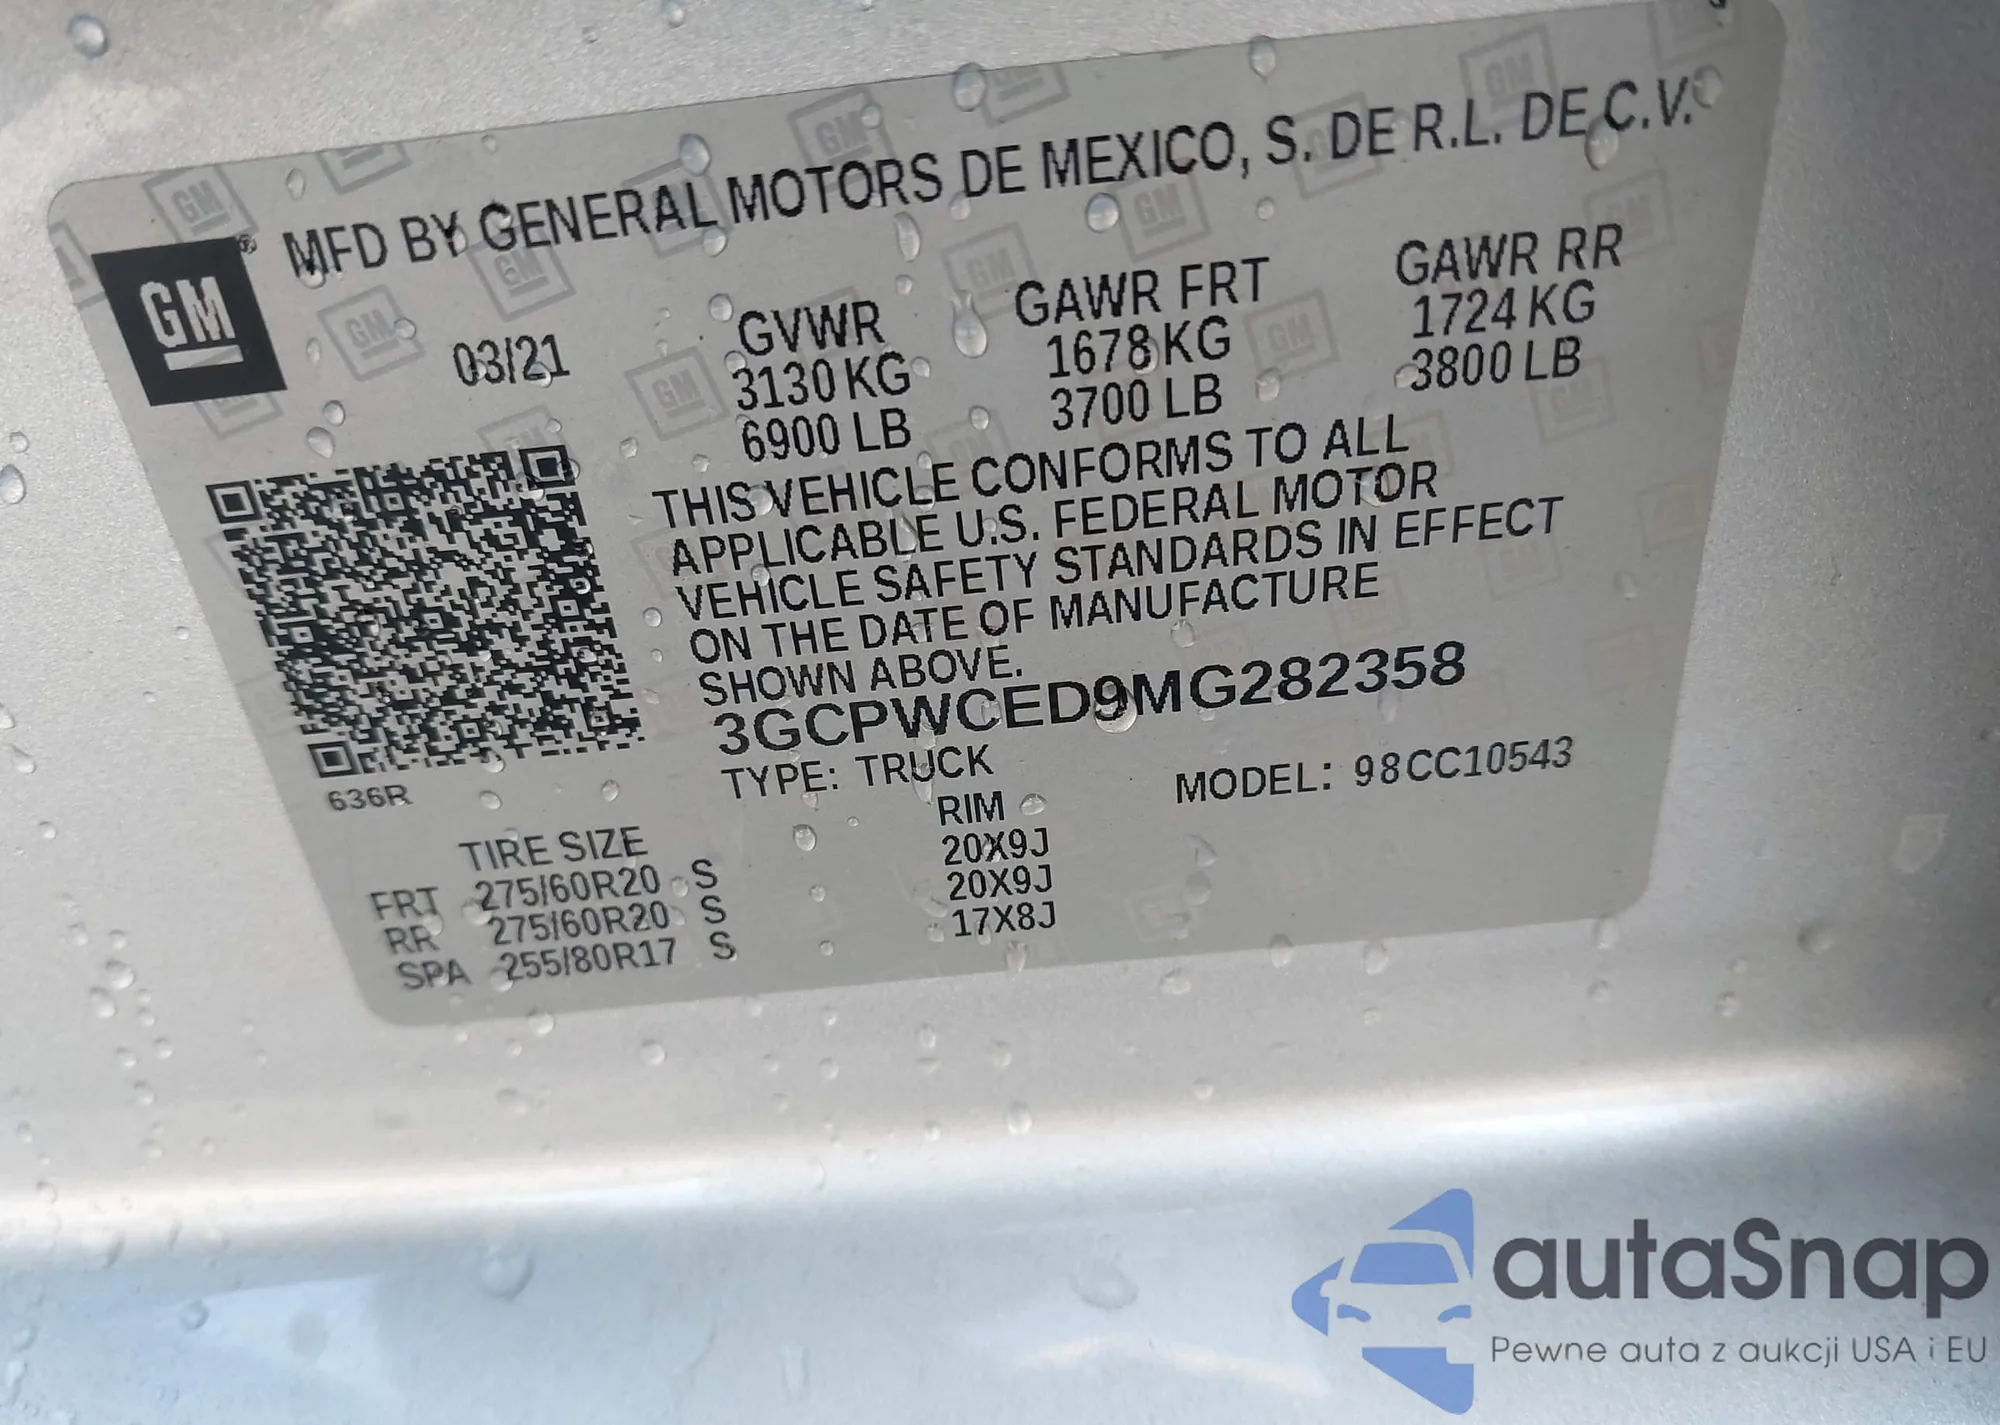 MFD BY GENERAL MOTORS DE MEXICO, S. DE R.L. DE C.V.
GM ®
03/21
GVWR GAWR FRT GAWR RR
3130 KG 1678 KG 1724 KG
6900 LB 3700 LB 3800 LB
THIS VEHICLE CONFORMS TO ALL
APPLICABLE U.S. FEDERAL MOTOR
VEHICLE SAFETY STANDARDS IN EFFECT
ON THE DATE OF MANUFACTURE
SHOWN ABOVE.
3GCPWCED9MG282358
TYPE: TRUCK MODEL: 98CC10543
636R
TIRE SIZE RIM
FRT 275/60R20 S 20X9J
RR 275/60R20 S 20X9J
SPA 255/80R17 S 17X8J
autaSnap
Pewne auta z aukcji USA i EU